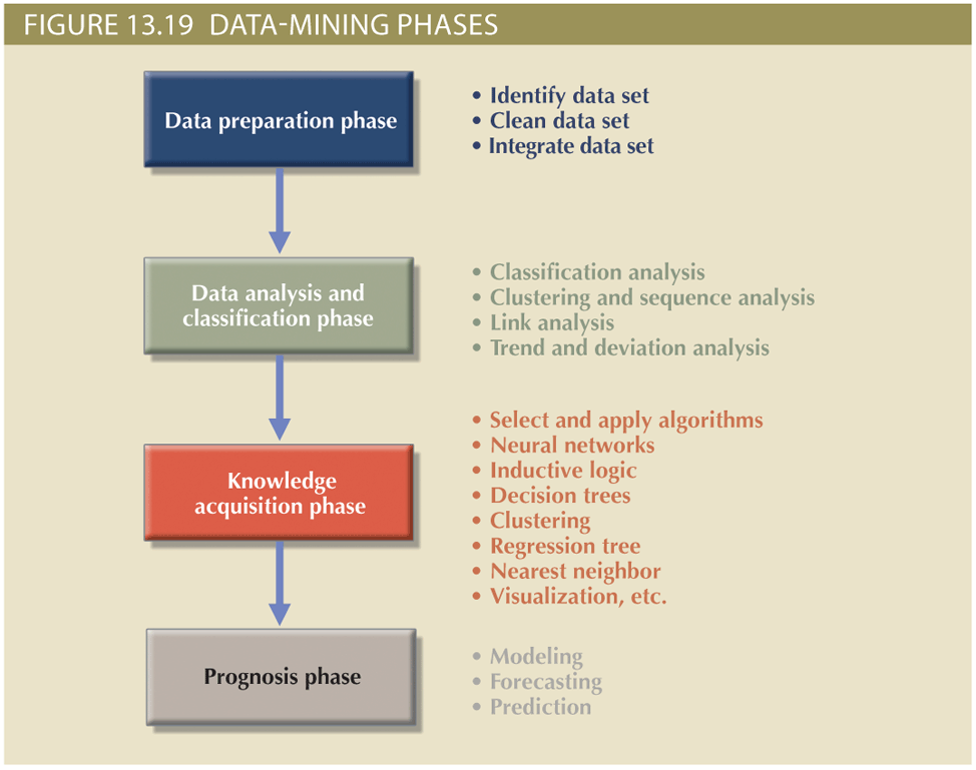 FIGURE 13.19 DATA-MINING PHASES
Data preparation phase
• Identify data set
• Clean data set
• Integrate data set
Data analysis and
classification phase
• Classification analysis
• Clustering and sequence analysis
• Link analysis
• Trend and deviation analysis
Knowledge
acquisition phase
• Select and apply algorithms
• Neural networks
• Inductive logic
• Decision trees
• Clustering
• Regression tree
• Nearest neighbor
• Visualization, etc.
Prognosis phase
• Modeling
• Forecasting
• Prediction